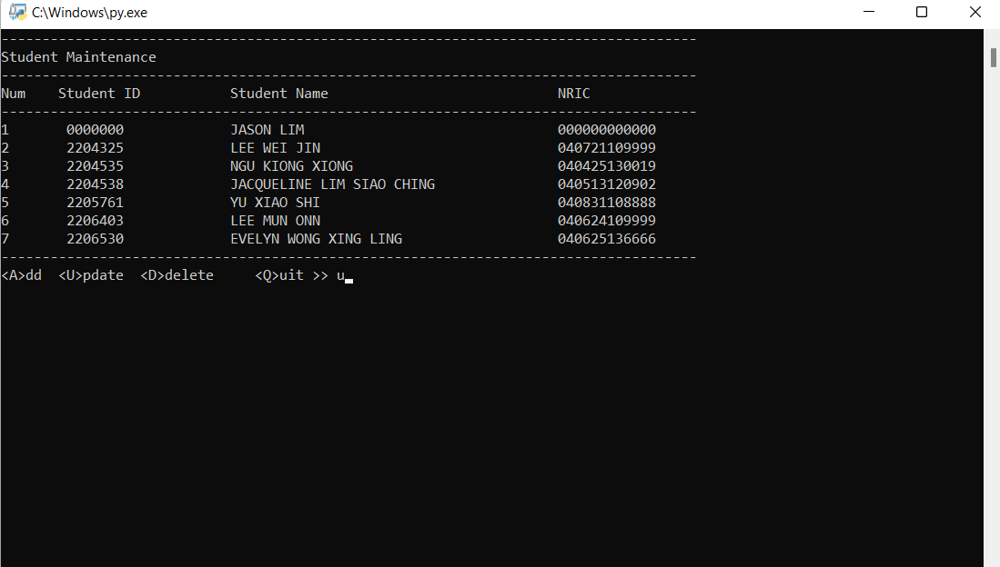 C:\Windows\py.exe
-------------------------------------------------------------------------------------
Student Maintenance
-------------------------------------------------------------------------------------
Num    Student ID           Student Name                            NRIC
-------------------------------------------------------------------------------------
1       0000000             JASON LIM                               000000000000
2       2204325             LEE WEI JIN                             040721109999
3       2204535             NGU KIONG XIONG                         040425130019
4       2204538             JACQUELINE LIM SIAO CHING               040513120902
5       2205761             YU XIAO SHI                             040831108888
6       2206403             LEE MUN ONN                             040624109999
7       2206530             EVELYN WONG XING LING                   040625136666
-------------------------------------------------------------------------------------
<A>dd  <U>pdate  <D>delete     <Q>uit >> u